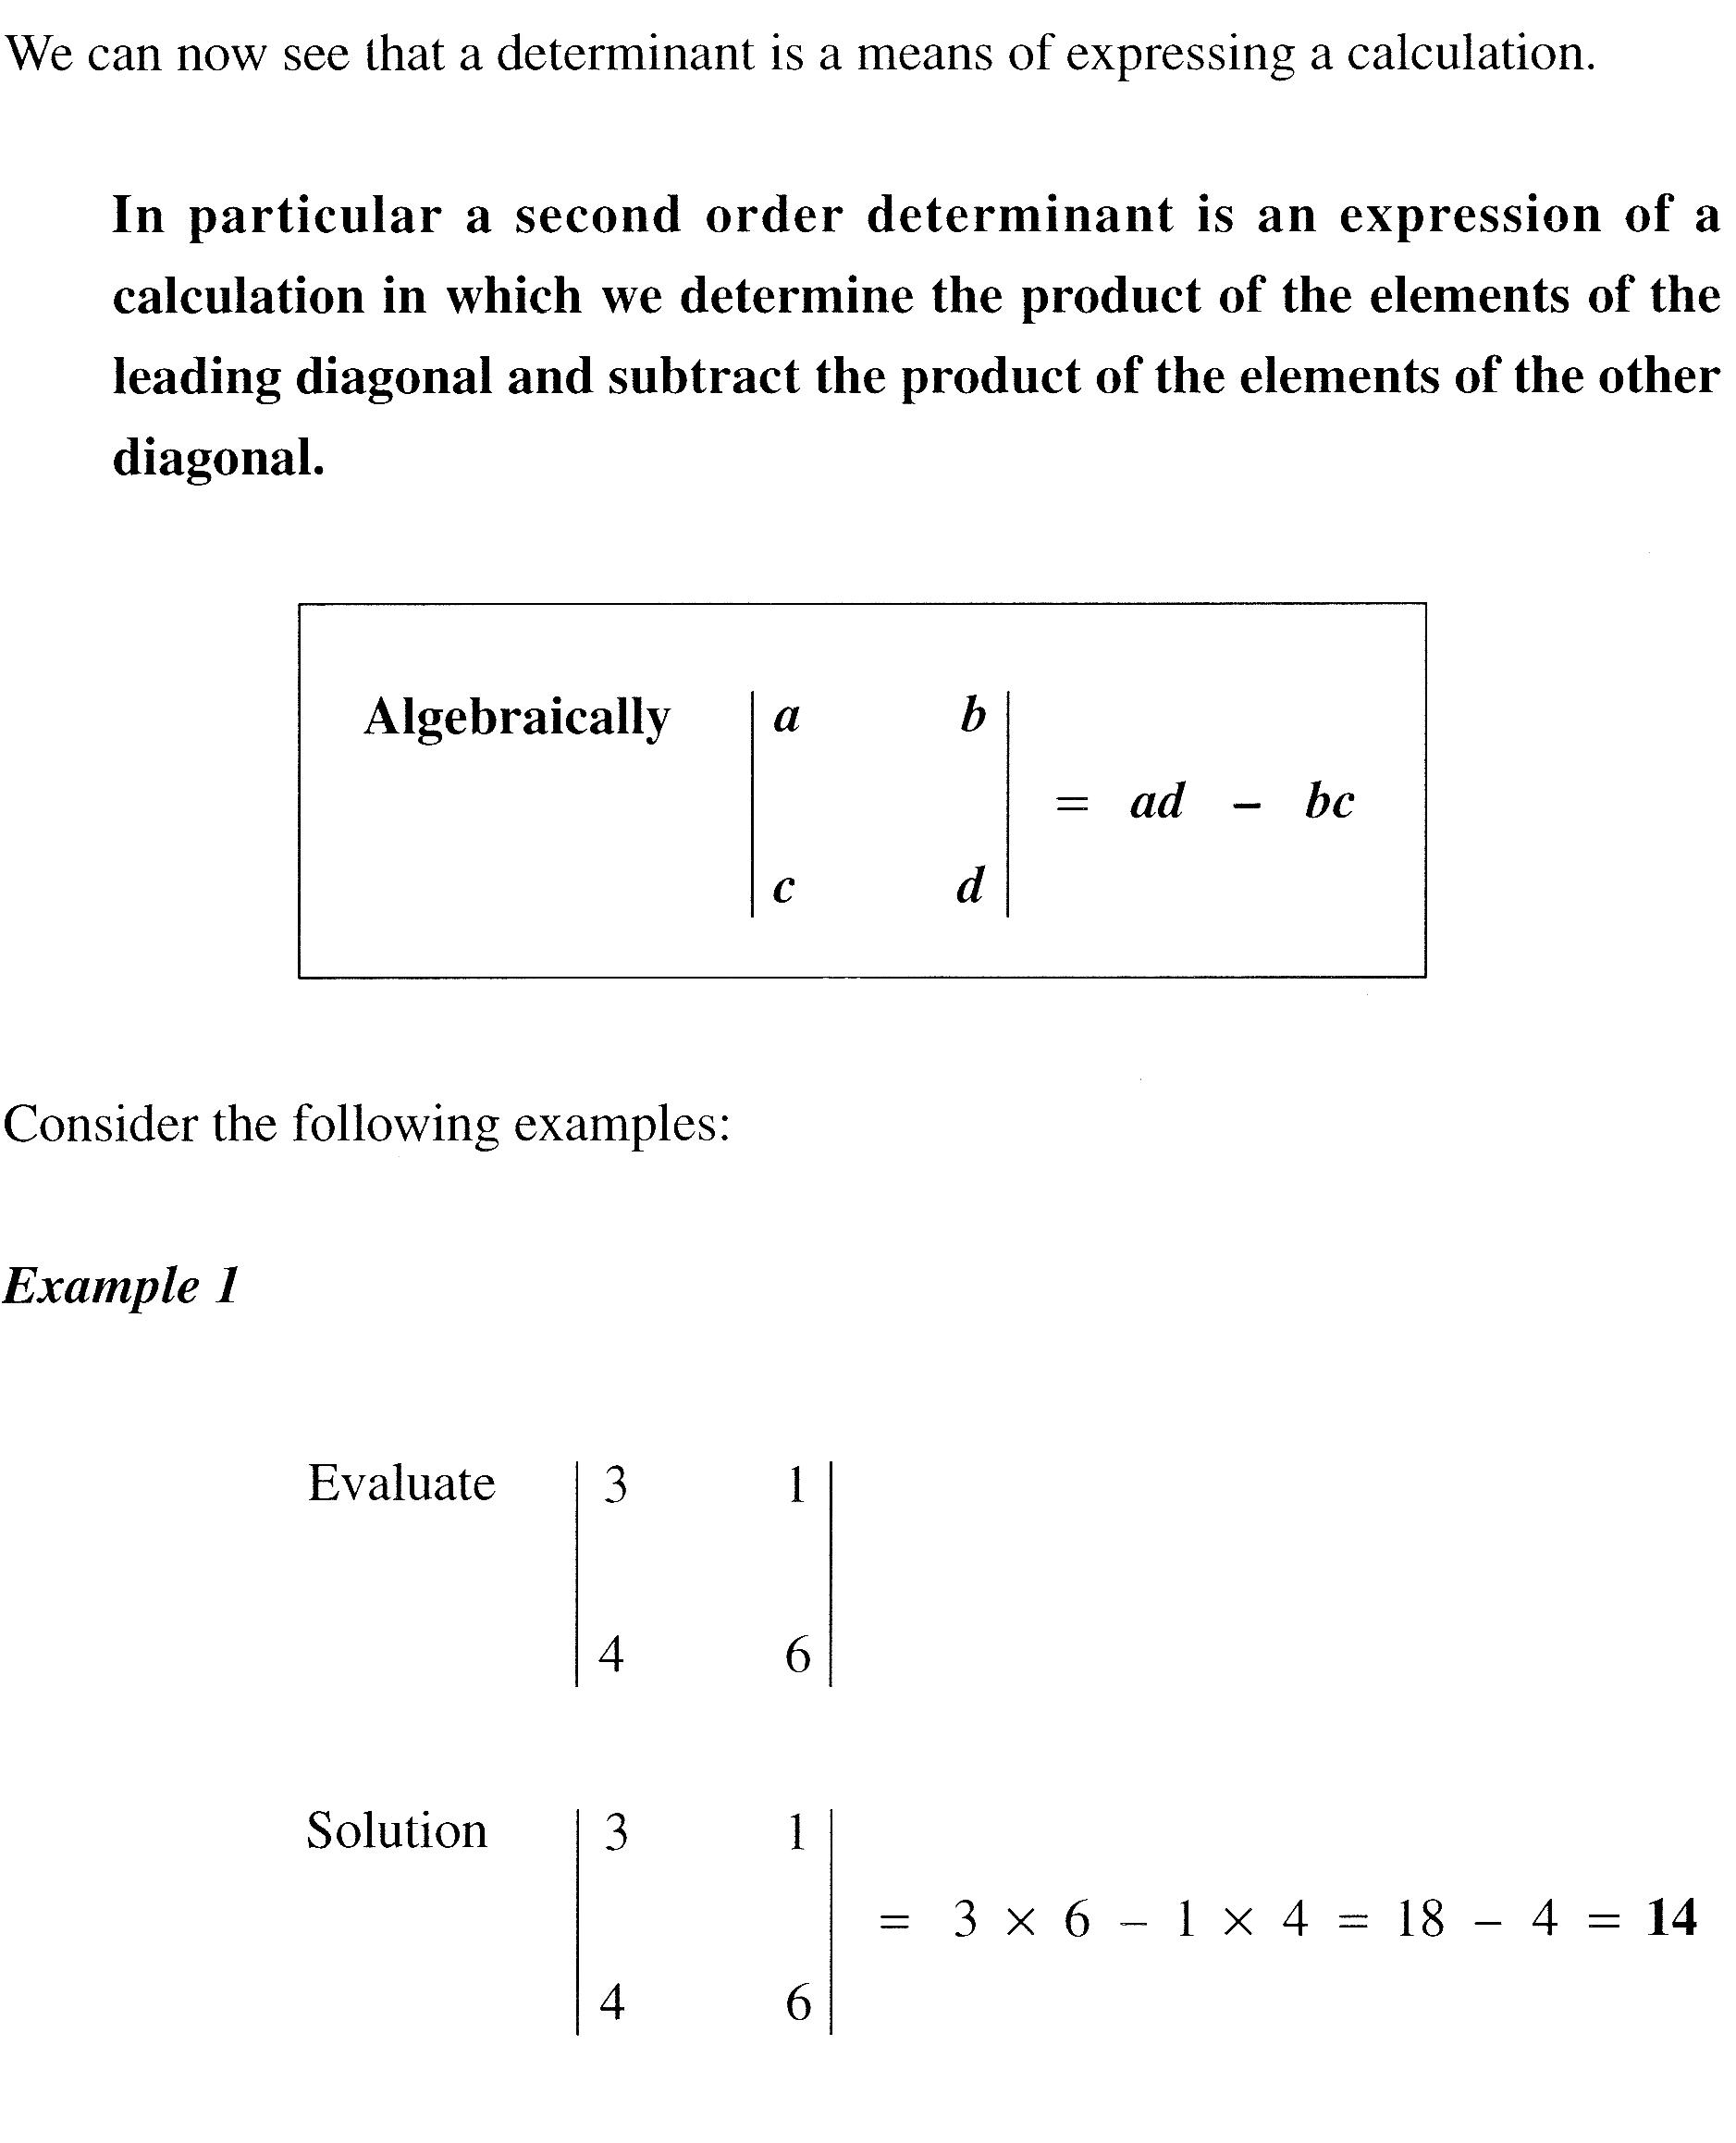 We can now see that a determinant is a means of expressing a calculation.
In particular a second order determinant is an expression of a
calculation in which we determine the product of the elements of the
leading diagonal and subtract the product of the elements of the other
diagonal.
Algebraically | a b |
= ad – bc
| c d |
Consider the following examples:
Example 1
Evaluate | 3 1 |
| 4 6 |
Solution | 3 1 |
= 3 × 6 – 1 × 4 = 18 – 4 = 14
| 4 6 |